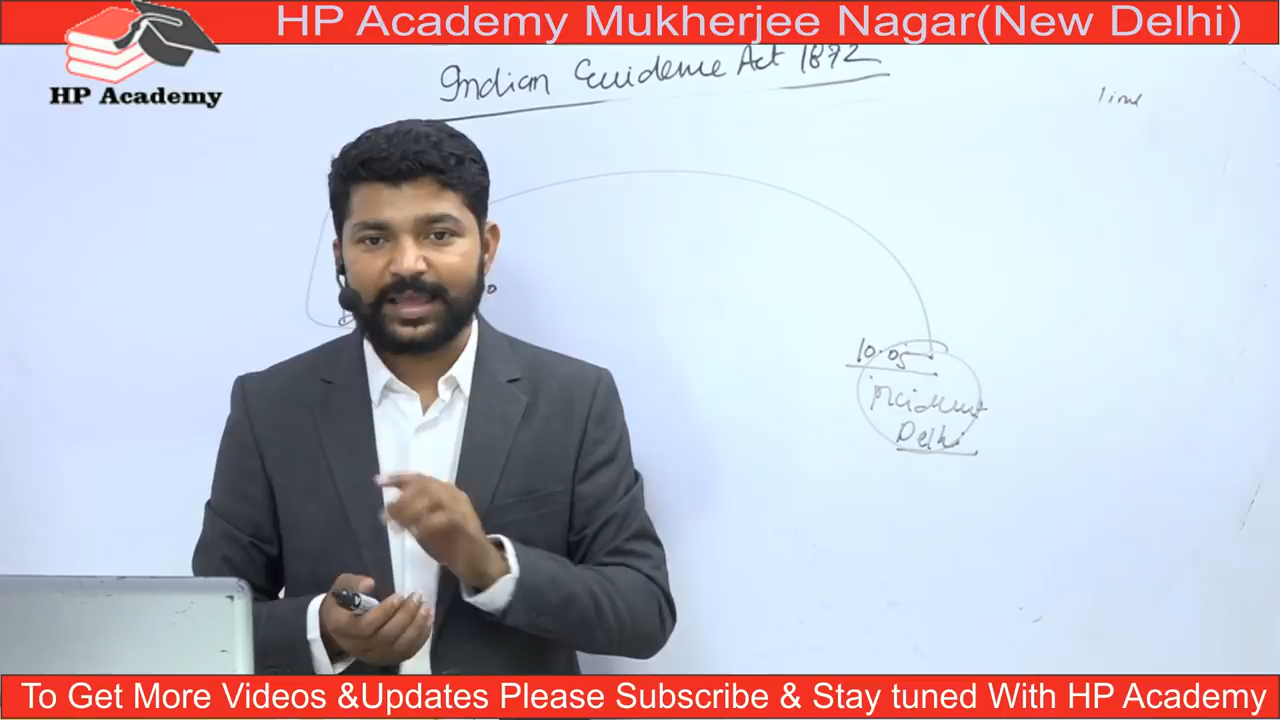 HP Academy Mukherjee Nagar(New Delhi)
HP Academy
Indian Evidence Act 1872
10.05
incident
Delhi
To Get More Videos &Updates Please Subscribe & Stay tuned With HP Academy